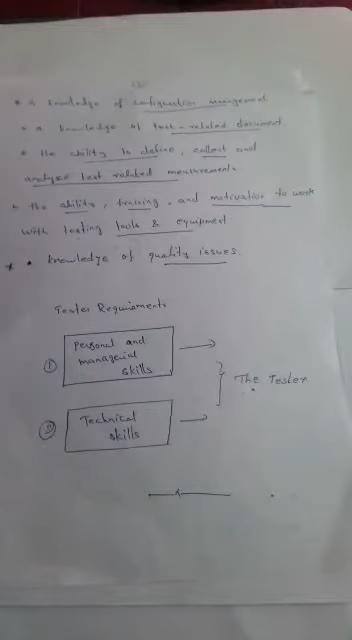 * a knowledge of configuration management
* a knowledge of test-related document
* the ability to define, collect and
analyze test related measurements
* the ability, training, and motivation to work
with testing tools & equipment
* • knowledge of quality issues.
Tester Requirements
① Personal and
managerial
skills
The Tester
② Technical
skills